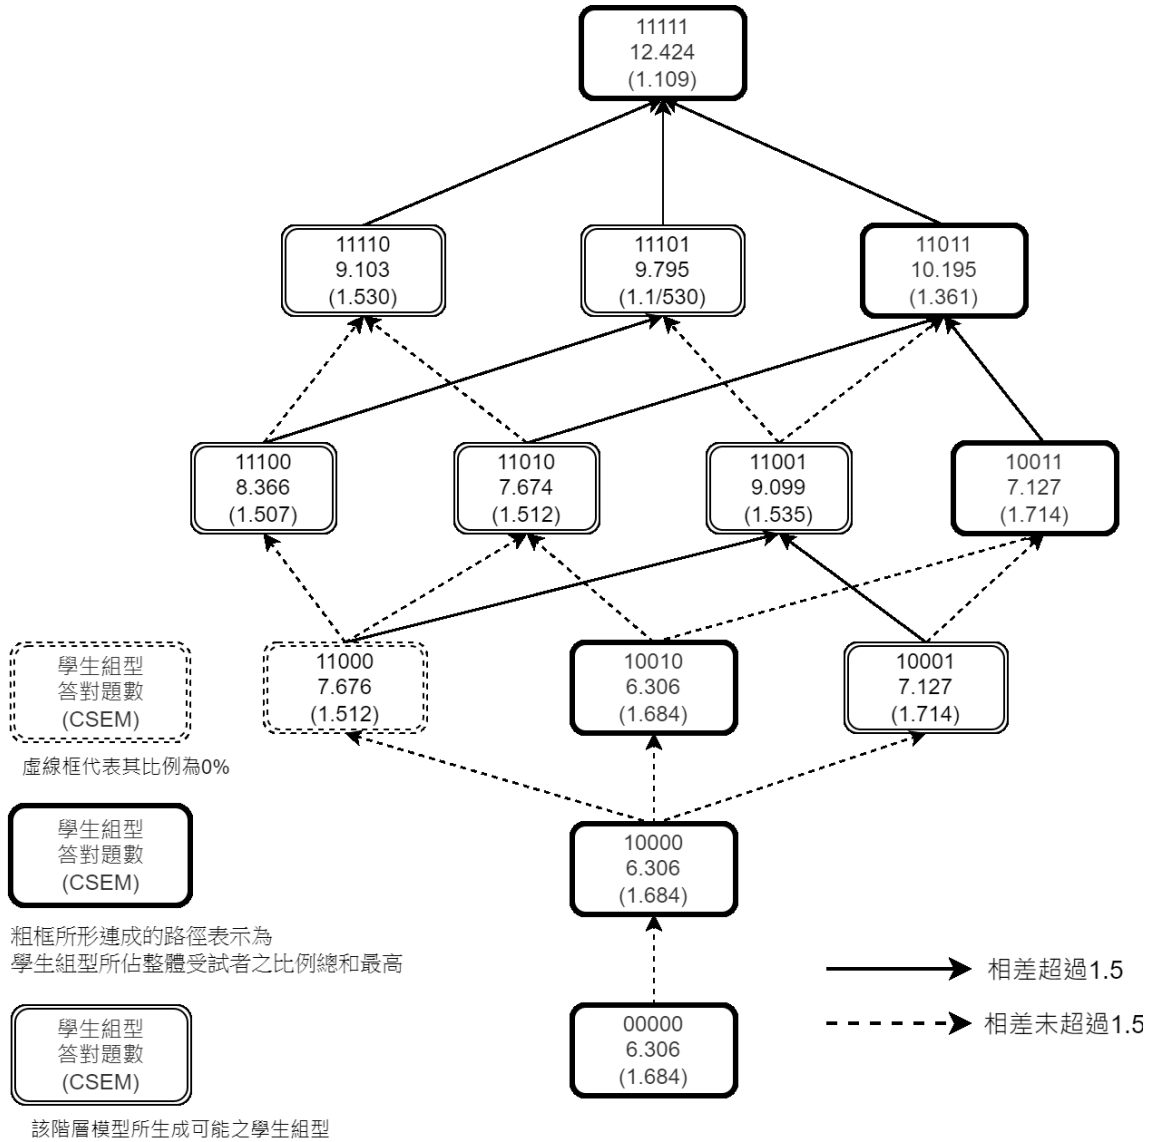 11111
12.424
(1.109)
11110
9.103
(1.530)
11101
9.795
(1.1/530)
11011
10.195
(1.361)
11100
8.366
(1.507)
11010
7.674
(1.512)
11001
9.099
(1.535)
10011
7.127
(1.714)
11000
7.676
(1.512)
10010
6.306
(1.684)
10001
7.127
(1.714)
10000
6.306
(1.684)
00000
6.306
(1.684)
學生組型
答對題數
(CSEM)
虛線框代表其比例為0%
學生組型
答對題數
(CSEM)
粗框所形連成的路徑表示為
學生組型所佔整體受試者之比例總和最高
學生組型
答對題數
(CSEM)
該階層模型所生成可能之學生組型
相差超過1.5
相差未超過1.5